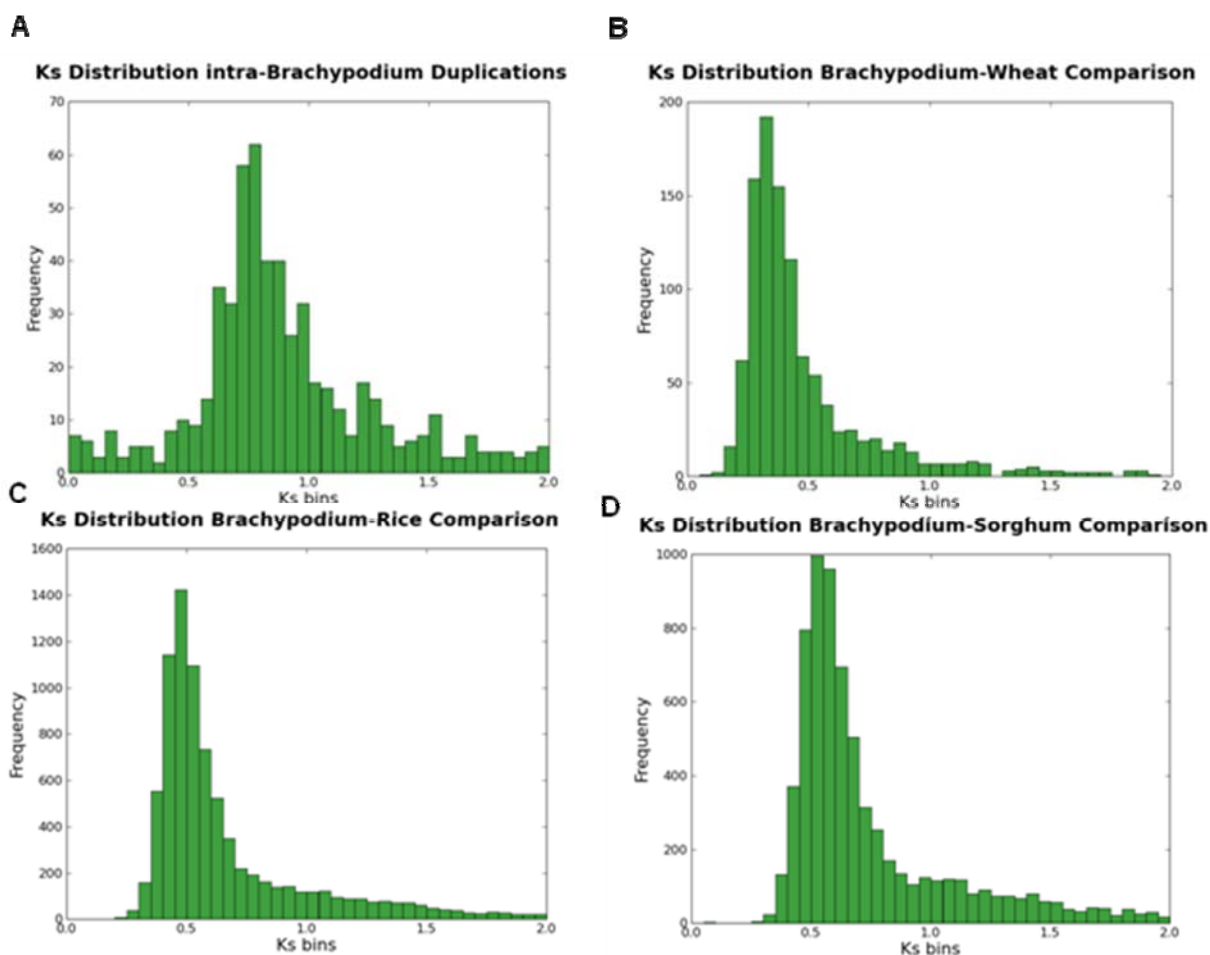 A
Ks Distribution intra-Brachypodium Duplications
70
60
50
40
30
20
10
0
Frequency
0.0 0.5 1.0 1.5 2.0
Ks bins
B
Ks Distribution Brachypodium-Wheat Comparison
200
150
100
50
0
Frequency
0.0 0.5 1.0 1.5 2.0
Ks bins
C
Ks Distribution Brachypodium-Rice Comparison
1600
1400
1200
1000
800
600
400
200
0
Frequency
0.0 0.5 1.0 1.5 2.0
Ks bins
D
Ks Distribution Brachypodium-Sorghum Comparison
1000
800
600
400
200
0
Frequency
0.0 0.5 1.0 1.5 2.0
Ks bins